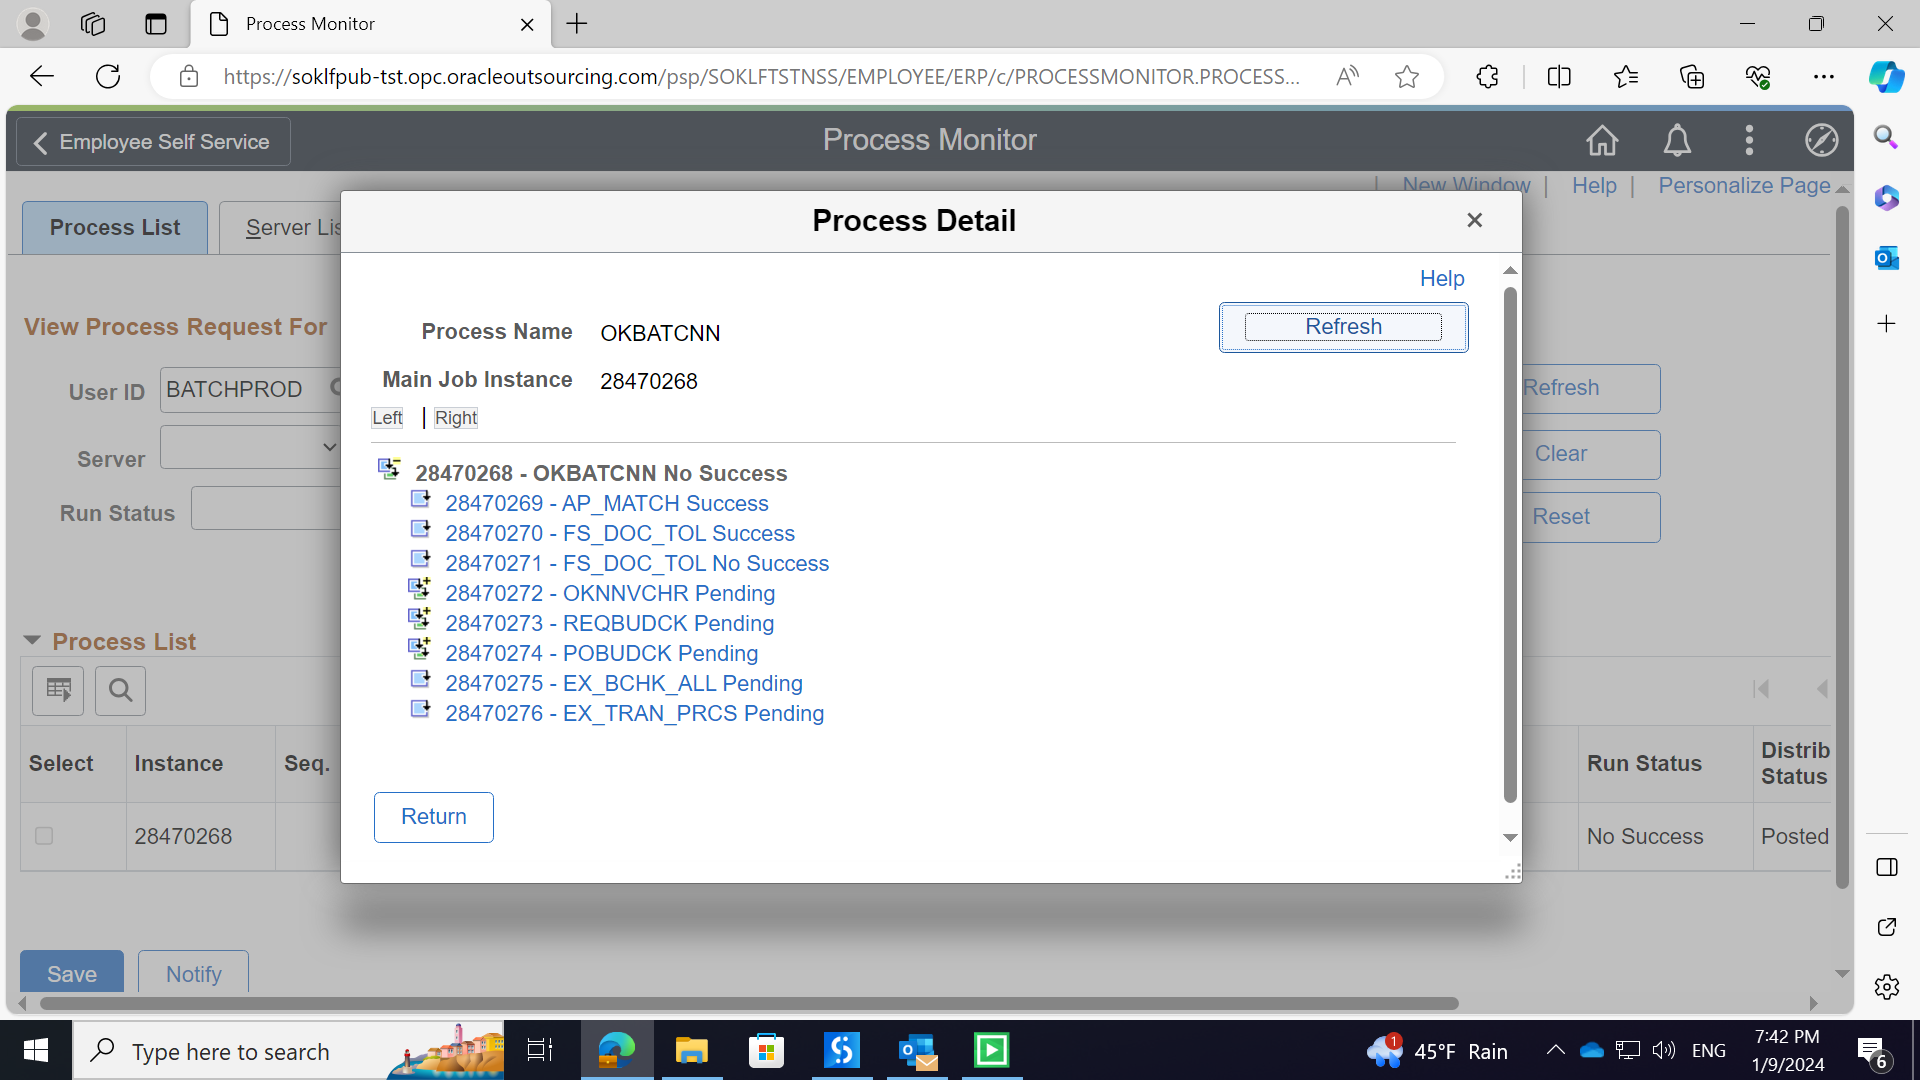 Process Monitor
https://soklfpub-tst.opc.oracleoutsourcing.com/psp/SOKLFTSTNSS/EMPLOYEE/ERP/c/PROCESSMONITOR.PROCESS...
Employee Self Service
Process Monitor
New Window | Help | Personalize Page
Process List
Server Lis
Process Detail
Help
View Process Request For
Process Name OKBATCNN
Refresh
Main Job Instance 28470268
User ID BATCHPROD
Refresh
Left | Right
Server
Clear
28470268 - OKBATCNN No Success
28470269 - AP_MATCH Success
Run Status
Reset
28470270 - FS_DOC_TOL Success
28470271 - FS_DOC_TOL No Success
28470272 - OKNNVCHR Pending
28470273 - REQBUDCK Pending
28470274 - POBUDCK Pending
28470275 - EX_BCHK_ALL Pending
28470276 - EX_TRAN_PRCS Pending
Process List
Select Instance Seq. Run Status Distrib Status
28470268 No Success Posted
Return
Save Notify
Type here to search
1
45°F Rain
ENG
7:42 PM
1/9/2024
6